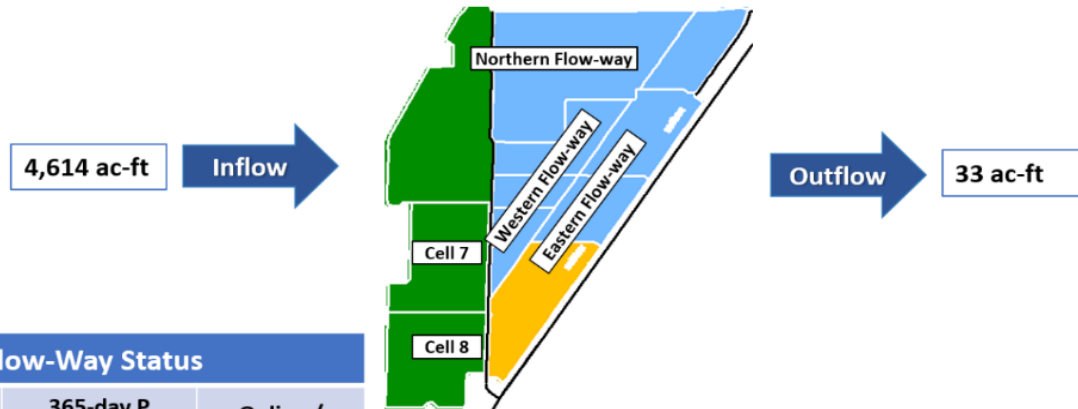 Northern Flow-way
4,614 ac-ft
Inflow
Western Flow-way
Eastern Flow-way
Outflow
33 ac-ft
Cell 7
Cell 8
low-Way Status
365-day P